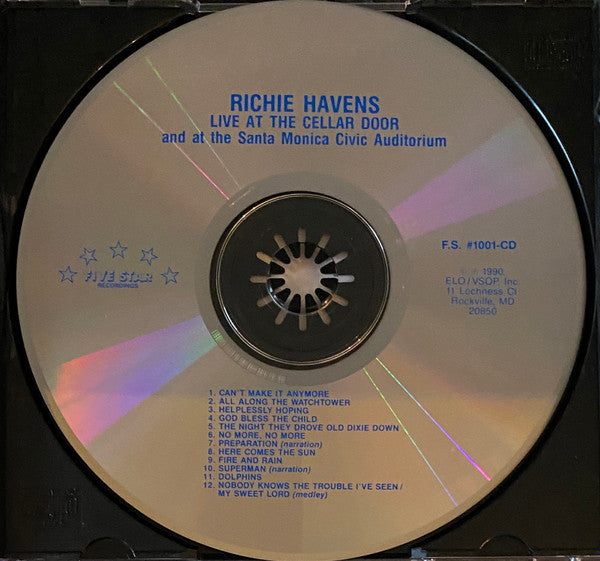 RICHIE HAVENS
LIVE AT THE CELLAR DOOR
and at the Santa Monica Civic Auditorium
F.S. #1001-CD
© ℗ 1990,
ELO/VSOP, Inc
11 Lochness Ct
Rockville, MD
20850
FIVE STAR
RECORDINGS
1. CAN'T MAKE IT ANYMORE
2. ALL ALONG THE WATCHTOWER
3. HELPLESSLY HOPING
4. GOD BLESS THE CHILD
5. THE NIGHT THEY DROVE OLD DIXIE DOWN
6. NO MORE, NO MORE
7. PREPARATION (narration)
8. HERE COMES THE SUN
9. FIRE AND RAIN
10. SUPERMAN (narration)
11. DOLPHINS
12. NOBODY KNOWS THE TROUBLE I'VE SEEN/
MY SWEET LORD (medley)